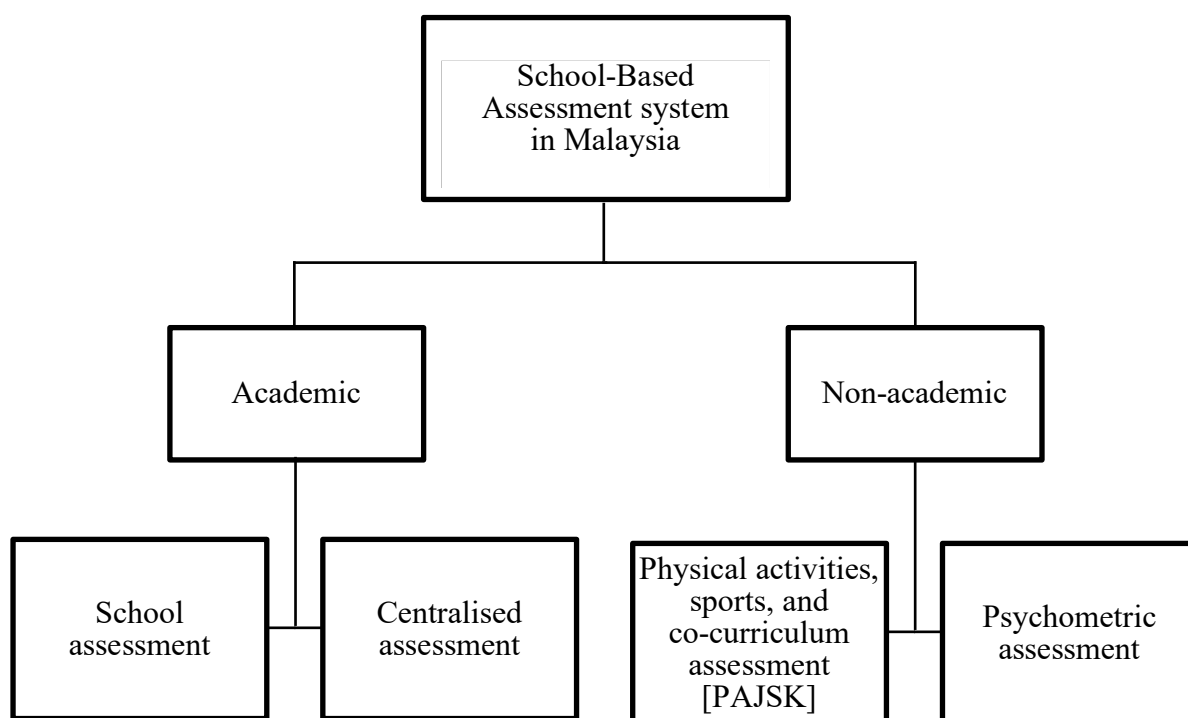 School-Based
Assessment system
in Malaysia
Academic
Non-academic
School
assessment
Centralised
assessment
Physical activities,
sports, and
co-curriculum
assessment
[PAJSK]
Psychometric
assessment